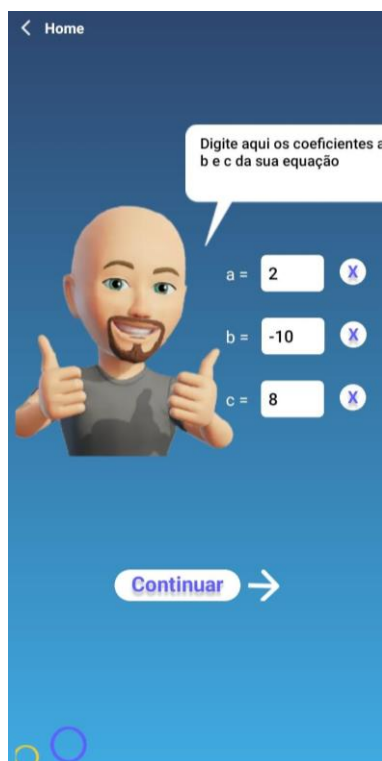 Home
Digite aqui os coeficientes a
b e c da sua equação
a = 2 X
b = -10 X
c = 8 X
Continuar